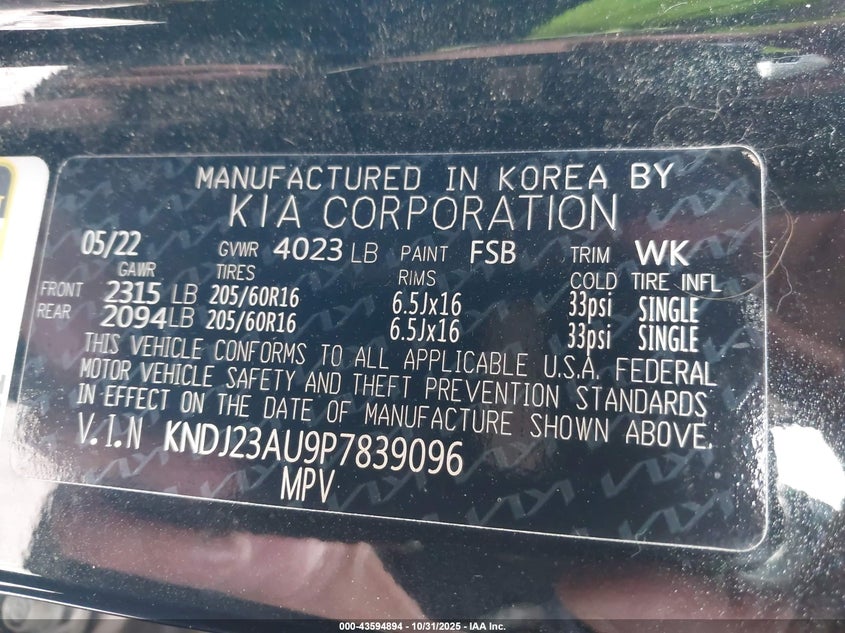 MANUFACTURED IN KOREA BY
KIA CORPORATION
05/22 GVWR 4023 LB PAINT FSB TRIM WK
GAWR TIRES RIMS COLD TIRE INFL
FRONT 2315 LB 205/60R16 6.5Jx16 33psi SINGLE
REAR 2094 LB 205/60R16 6.5Jx16 33psi SINGLE
THIS VEHICLE CONFORMS TO ALL APPLICABLE U.S.A. FEDERAL
MOTOR VEHICLE SAFETY AND THEFT PREVENTION STANDARDS
IN EFFECT ON THE DATE OF MANUFACTURE SHOWN ABOVE.
V.I.N KNDJ23AU9P7839096
MPV
000-43594894 - 10/31/2025 - IAA Inc.